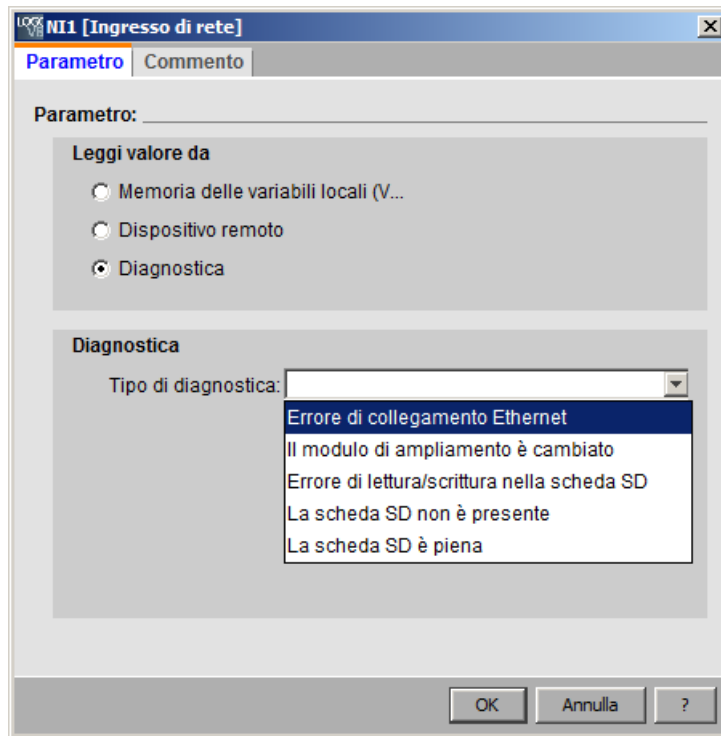 NI1 [Ingresso di rete]
Parametro Commento
Parametro:
Leggi valore da
Memoria delle variabili locali (V...
Dispositivo remoto
Diagnostica
Diagnostica
Tipo di diagnostica:
Errore di collegamento Ethernet
Il modulo di ampliamento è cambiato
Errore di lettura/scrittura nella scheda SD
La scheda SD non è presente
La scheda SD è piena
OK Annulla ?